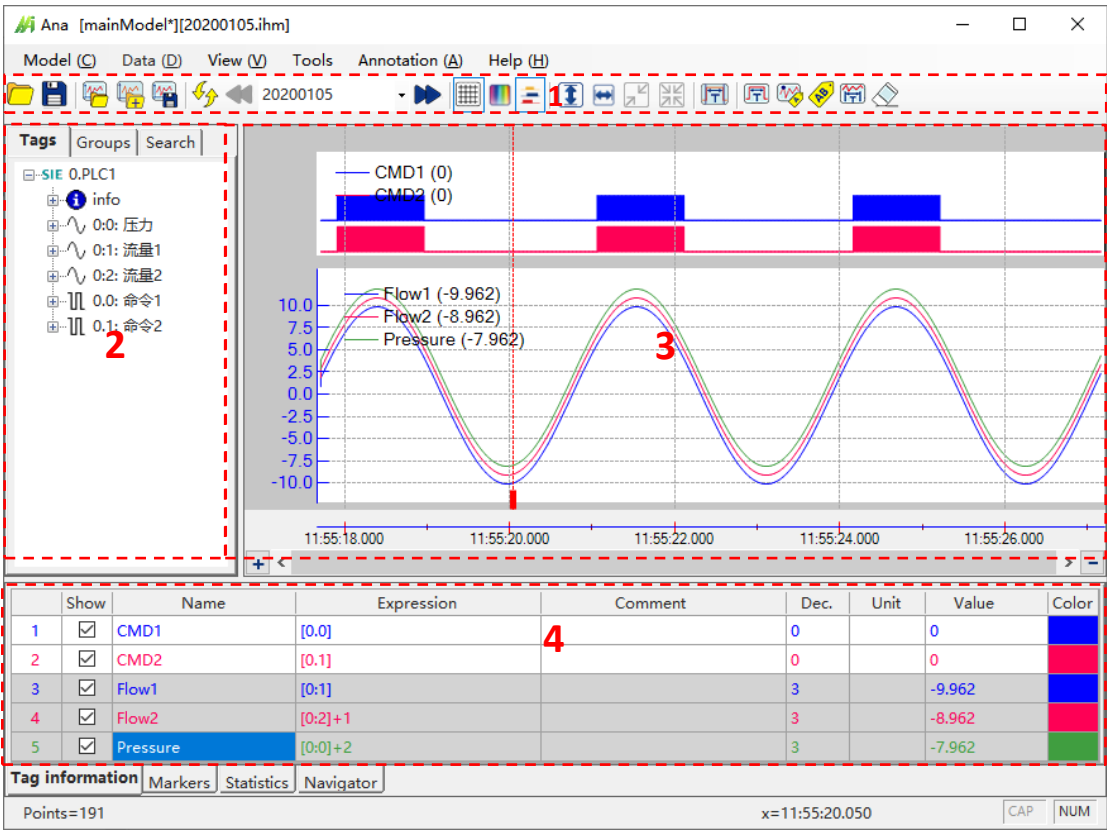 Ana [mainModel*][20200105.ihm]
Model (C) Data (D) View (V) Tools Annotation (A) Help (H)
20200105 1
Tags Groups Search
SIE 0.PLC1
info
0:0: 压力
0:1: 流量1
0:2: 流量2
0.0: 命令1
0.1: 命令2
2
CMD1 (0)
CMD2 (0)
Flow1 (-9.962)
Flow2 (-8.962)
Pressure (-7.962)
3
10.0
7.5
5.0
2.5
0.0
-2.5
-5.0
-7.5
-10.0
11:55:18.000 11:55:20.000 11:55:22.000 11:55:24.000 11:55:26.000
Show Name Expression Comment Dec. Unit Value Color
1 CMD1 [0.0] 0 0
4
2 CMD2 [0.1] 0 0
3 Flow1 [0:1] 3 -9.962
4 Flow2 [0:2]+1 3 -8.962
5 Pressure [0:0]+2 3 -7.962
Tag information Markers Statistics Navigator
Points=191 x=11:55:20.050 CAP NUM